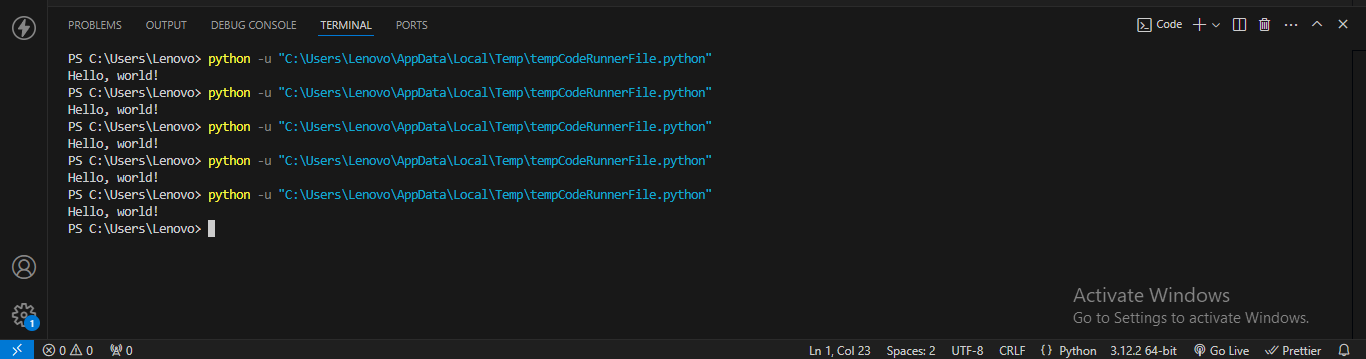 PROBLEMS OUTPUT DEBUG CONSOLE TERMINAL PORTS Code
PS C:\Users\Lenovo> python -u "C:\Users\Lenovo\AppData\Local\Temp\tempCodeRunnerFile.python"
Hello, world!
PS C:\Users\Lenovo> python -u "C:\Users\Lenovo\AppData\Local\Temp\tempCodeRunnerFile.python"
Hello, world!
PS C:\Users\Lenovo> python -u "C:\Users\Lenovo\AppData\Local\Temp\tempCodeRunnerFile.python"
Hello, world!
PS C:\Users\Lenovo> python -u "C:\Users\Lenovo\AppData\Local\Temp\tempCodeRunnerFile.python"
Hello, world!
PS C:\Users\Lenovo> python -u "C:\Users\Lenovo\AppData\Local\Temp\tempCodeRunnerFile.python"
Hello, world!
PS C:\Users\Lenovo>
Activate Windows
Go to Settings to activate Windows.
1
0 0 0 Ln 1, Col 23 Spaces: 2 UTF-8 CRLF { } Python 3.12.2 64-bit Go Live Prettier